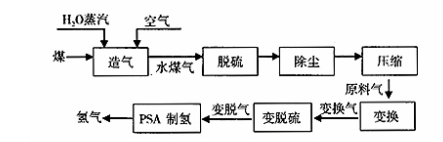 H₂O蒸汽 空气
煤 造气 水煤气 脱硫 除尘 压缩
原料气
氢气 PSA 制氢 变脱气 变脱硫 变换气 变换